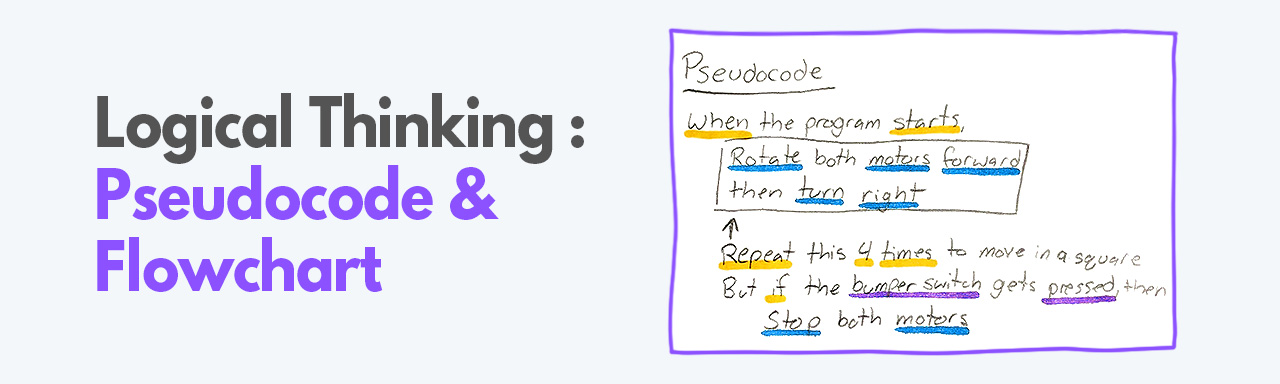 Logical Thinking :
Pseudocode &
Flowchart
Pseudocode
When the program starts,
Rotate both motors forward
then turn right
Repeat this 4 times to move in a square
But if the bumper switch gets pressed, then
Stop both motors